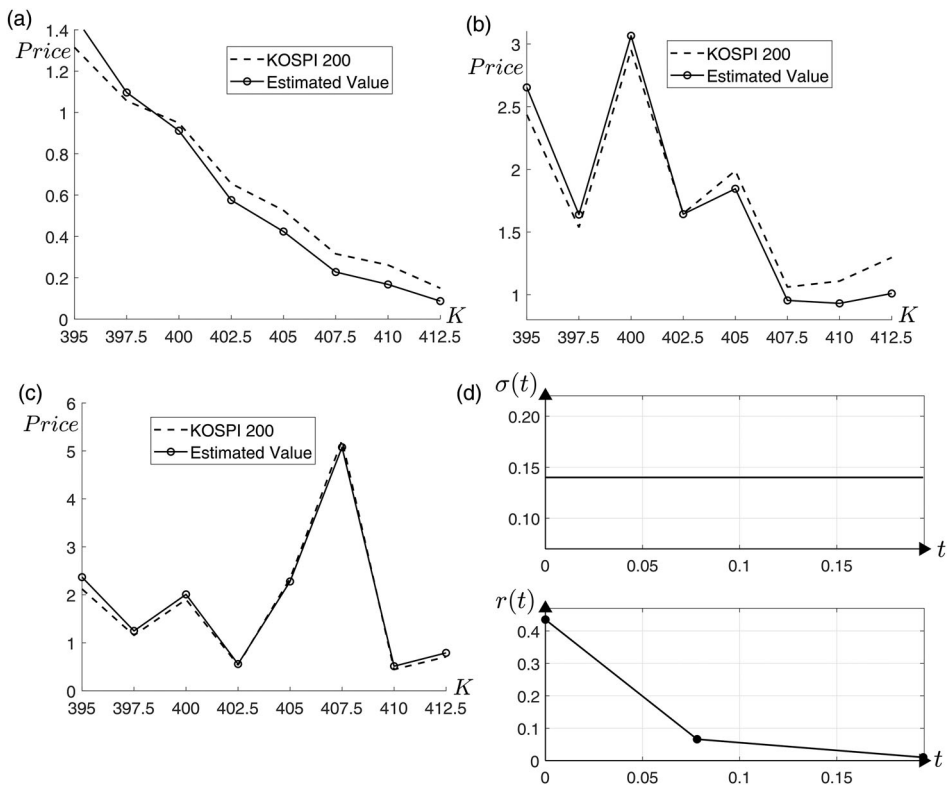 (a)
1.4
Price
1.2
1
0.8
0.6
0.4
0.2
0
KOSPI 200
Estimated Value
K
395 397.5 400 402.5 405 407.5 410 412.5
(b)
3
Price
2.5
2
1.5
1
KOSPI 200
Estimated Value
K
395 397.5 400 402.5 405 407.5 410 412.5
(c)
6
Price
5
4
3
2
1
0
KOSPI 200
Estimated Value
K
395 397.5 400 402.5 405 407.5 410 412.5
(d)
σ(t)
0.20
0.15
0.10
t
0 0.05 0.1 0.15
r(t)
0.4
0.3
0.2
0.1
0
t
0 0.05 0.1 0.15